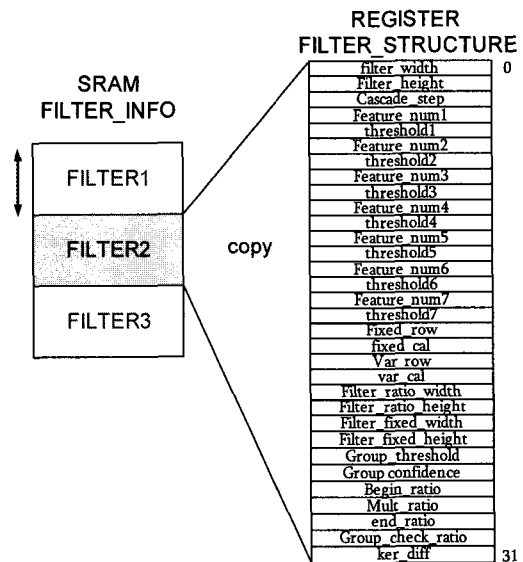 SRAM
FILTER_INFO
FILTER1
FILTER2
FILTER3
copy
REGISTER
FILTER_STRUCTURE
filter_width 0
Filter_height
Cascade_step
Feature_num1
threshold1
Feature_num2
threshold2
Feature_num3
threshold3
Feature_num4
threshold4
Feature_num5
threshold5
Feature_num6
threshold6
Feature_num7
threshold7
Fixed_row
fixed_cal
Var_row
var_cal
Filter_ratio_width
Filter_ratio_height
Filter_fixed_width
Filter_fixed_height
Group_threshold
Group confidence
Begin_ratio
Mult_ratio
end_ratio
Group_check_ratio
ker_diff 31